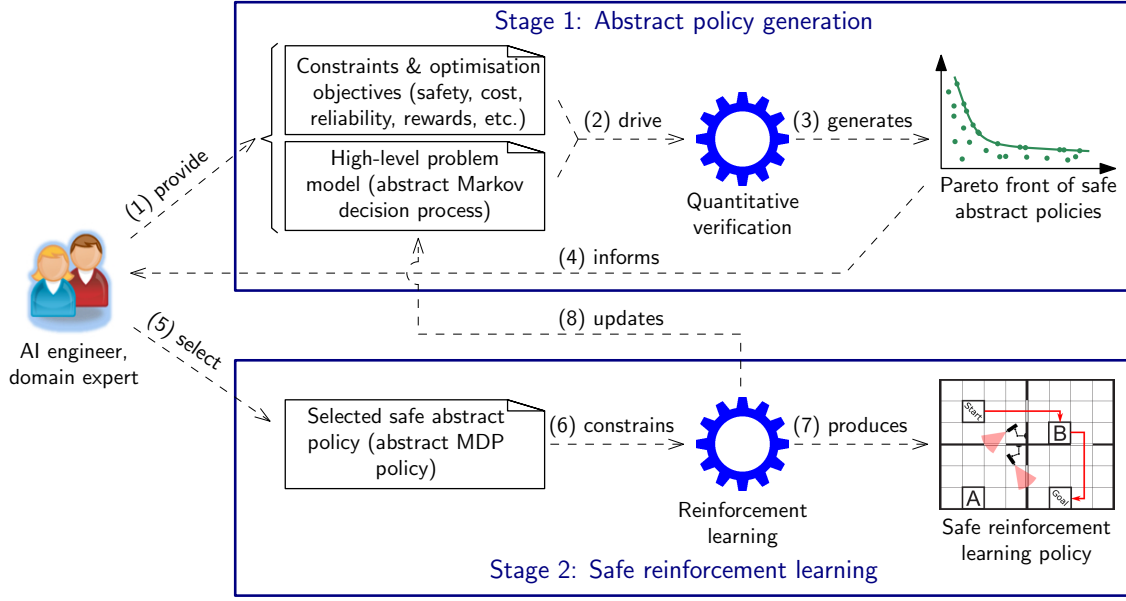 Stage 1: Abstract policy generation
Constraints & optimisation
objectives (safety, cost,
reliability, rewards, etc.)
High-level problem
model (abstract Markov
decision process)
(1) provide
(2) drive
Quantitative
verification
(3) generates
Pareto front of safe
abstract policies
(4) informs
AI engineer,
domain expert
(5) select
(8) updates
Selected safe abstract
policy (abstract MDP
policy)
(6) constrains
Reinforcement
learning
(7) produces
Start
B
A
Goal
Safe reinforcement
learning policy
Stage 2: Safe reinforcement learning